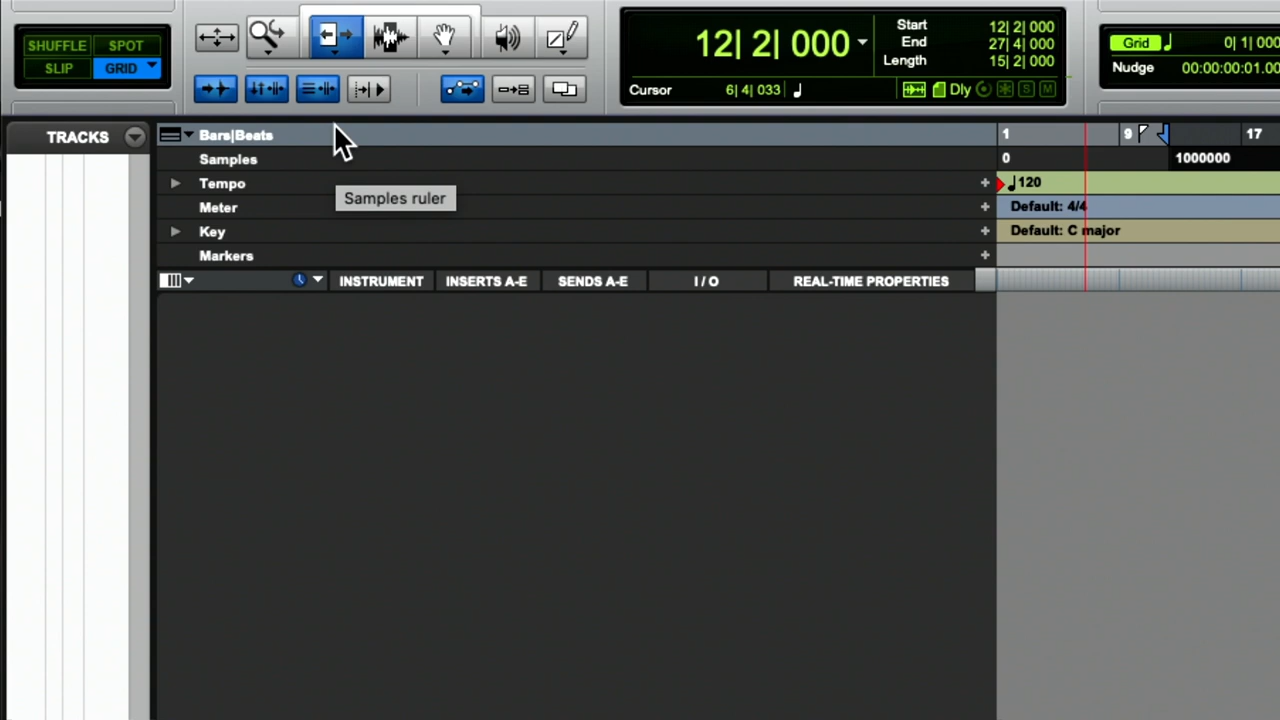 SHUFFLE SPOT
SLIP GRID
12| 2| 000
Start 12| 2| 000
End 27| 4| 000
Length 15| 2| 000
Cursor 6| 4| 033
Dly S M
Grid 0| 1| 000
Nudge 00:00:00:01.00
TRACKS
Bars|Beats 1 9 17
Samples 0 1000000
Tempo + 120
Samples ruler
Meter + Default: 4/4
Key + Default: C major
Markers +
INSTRUMENT INSERTS A-E SENDS A-E I / O REAL-TIME PROPERTIES